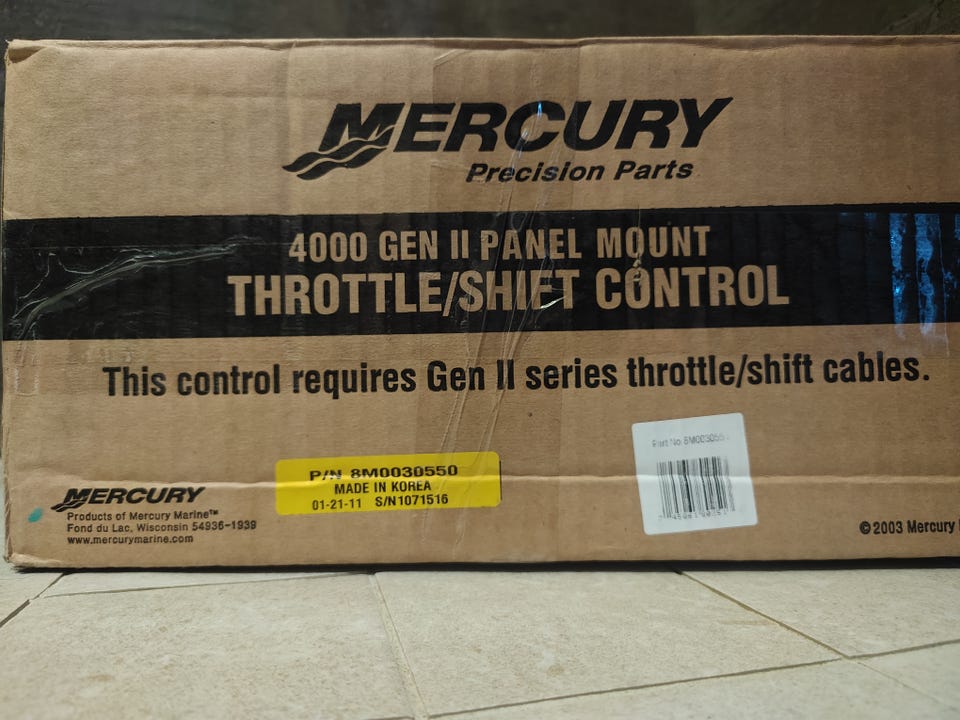 MERCURY
Precision Parts
4000 GEN II PANEL MOUNT
THROTTLE/SHIFT CONTROL
This control requires Gen II series throttle/shift cables.
P/N 8M0030550
MADE IN KOREA
01-21-11 S/N1071516
Part No.
MERCURY
Products of Mercury Marine™
Fond du Lac, Wisconsin 54936-1939
www.mercurymarine.com
©2003 Mercury